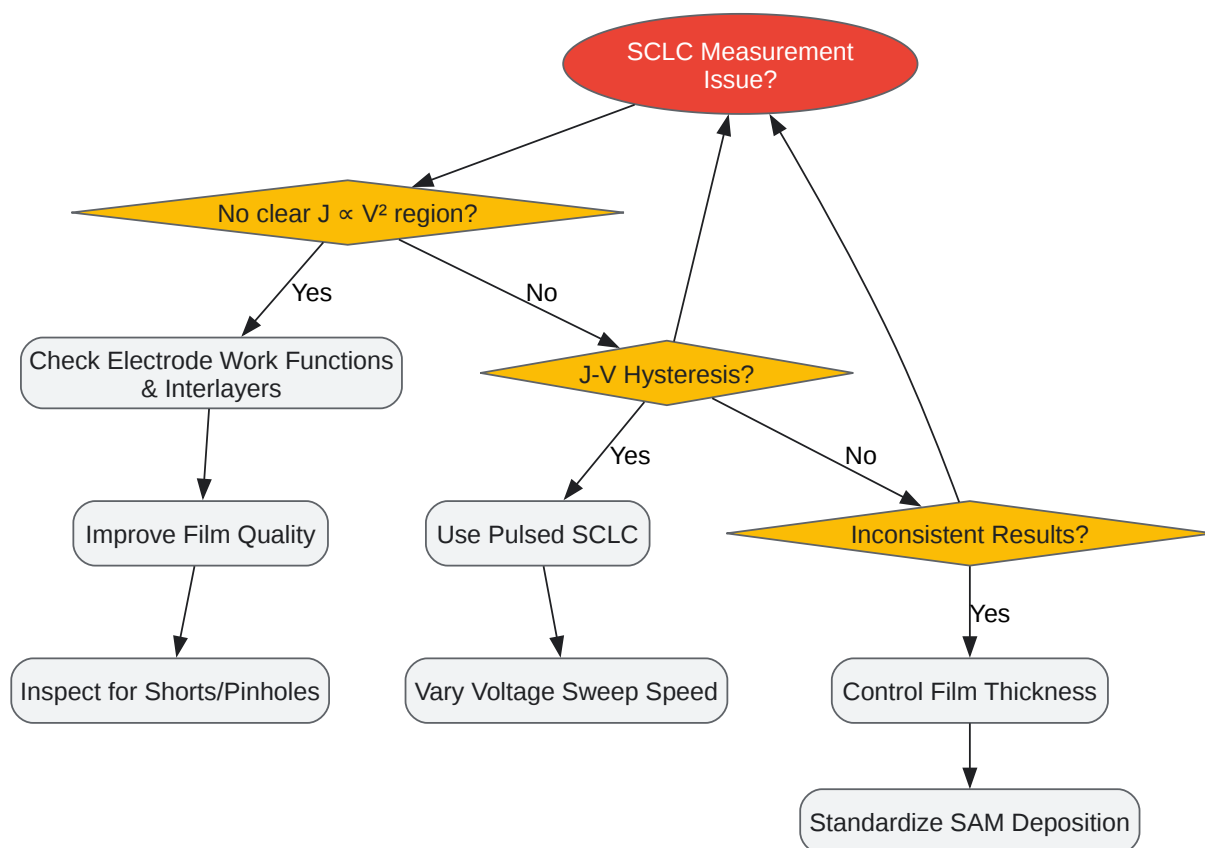 SCLC Measurement
Issue?
No clear J ∝ V² region?
Yes
No
Check Electrode Work Functions
& Interlayers
J-V Hysteresis?
Yes
No
Improve Film Quality
Use Pulsed SCLC
Inconsistent Results?
Yes
Inspect for Shorts/Pinholes
Vary Voltage Sweep Speed
Control Film Thickness
Standardize SAM Deposition